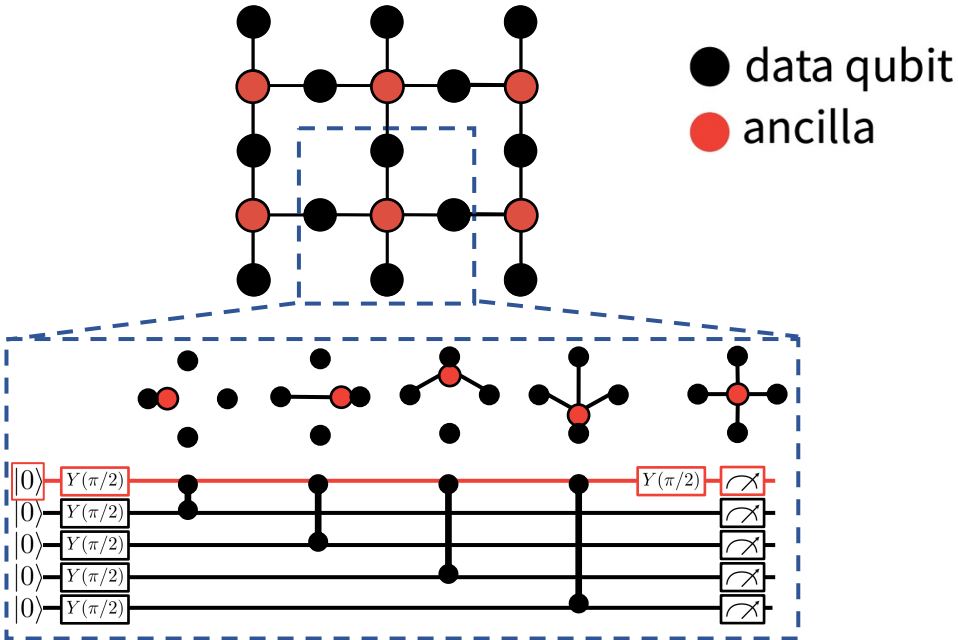 data qubit
ancilla
|0⟩ Y(π/2) Y(π/2)
|0⟩ Y(π/2)
|0⟩ Y(π/2)
|0⟩ Y(π/2)
|0⟩ Y(π/2)